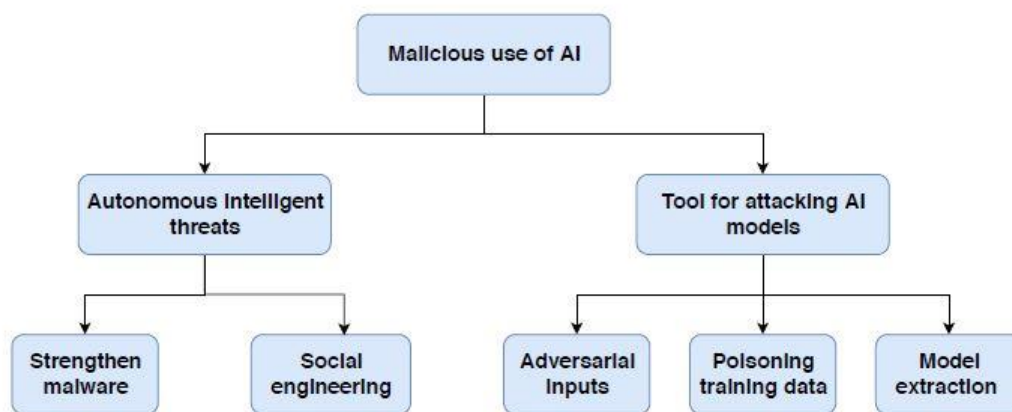 Malicious use of AI
Autonomous intelligent
threats
Tool for attacking AI
models
Strengthen
malware
Social
engineering
Adversarial
inputs
Poisoning
training data
Model
extraction